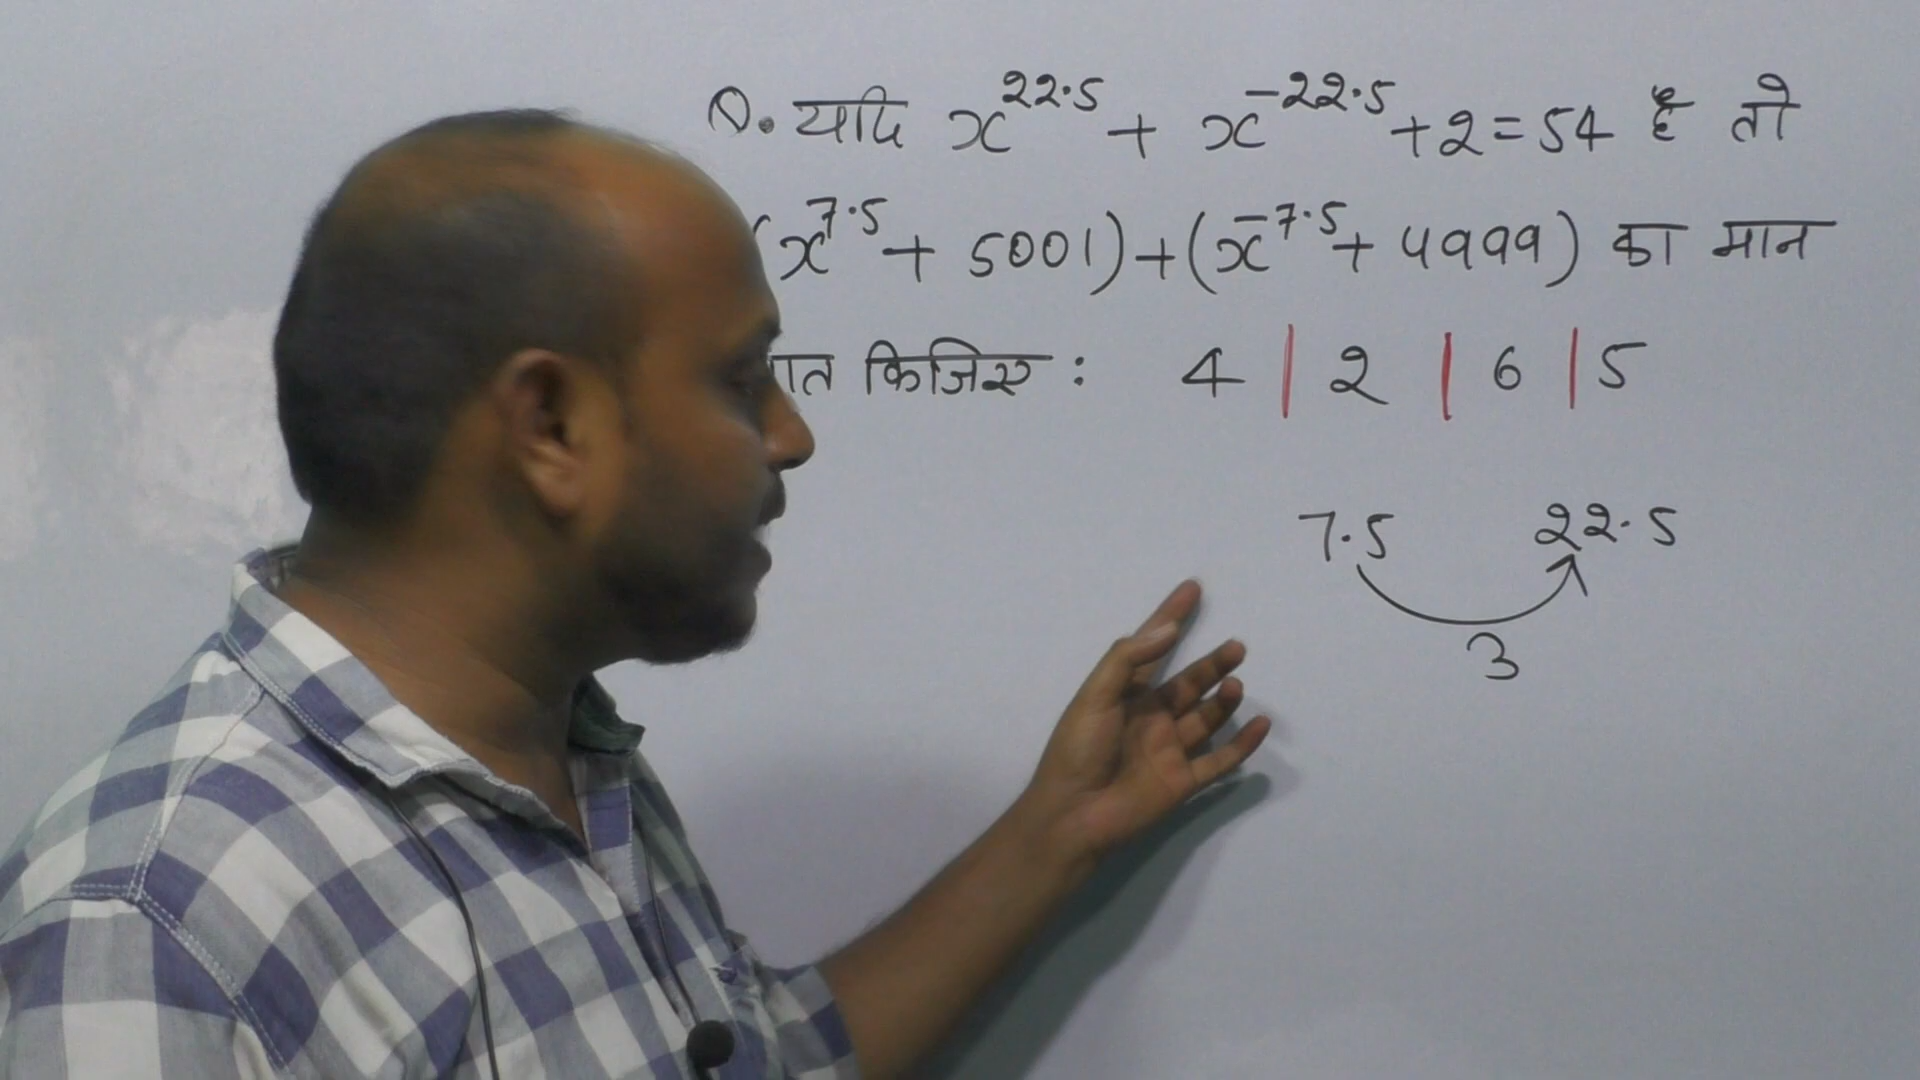 Q. यदि x^22.5 + x^-22.5 + 2 = 54 है तो
(x^7.5 + 5001) + (x^-7.5 + 4999) का मान
किजिए : 4 | 2 | 6 | 5
7.5 22.5
3